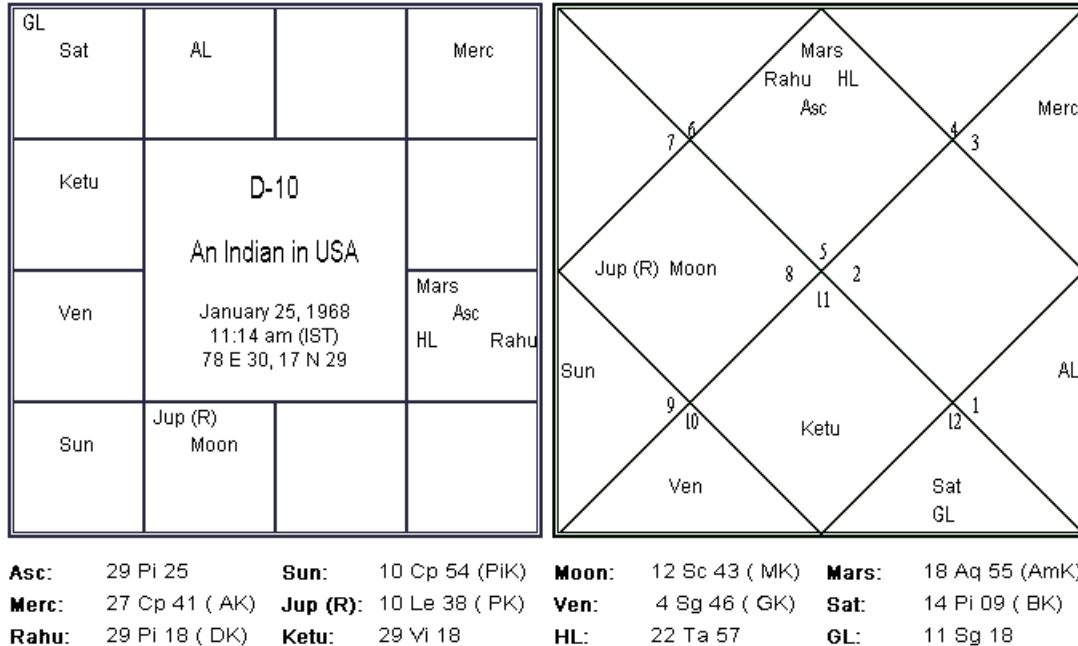 GL
Sat
AL
Merc
Ketu
D-10
An Indian in USA
January 25, 1968
11:14 am (IST)
78 E 30, 17 N 29
Ven
Mars
Asc
HL Rahu
Sun
Jup (R)
Moon
Mars
Rahu HL
Asc
Merc
6
7
4
3
5
8
2
11
Jup (R) Moon
Sun
AL
9
10
1
12
Ketu
Ven
Sat
GL
Asc: 29 Pi 25 Sun: 10 Cp 54 (PiK) Moon: 12 Sc 43 ( MK) Mars: 18 Aq 55 (AmK)
Merc: 27 Cp 41 ( AK) Jup (R): 10 Le 38 ( PK) Ven: 4 Sg 46 ( GK) Sat: 14 Pi 09 ( BK)
Rahu: 29 Pi 18 ( DK) Ketu: 29 Vi 18 HL: 22 Ta 57 GL: 11 Sg 18